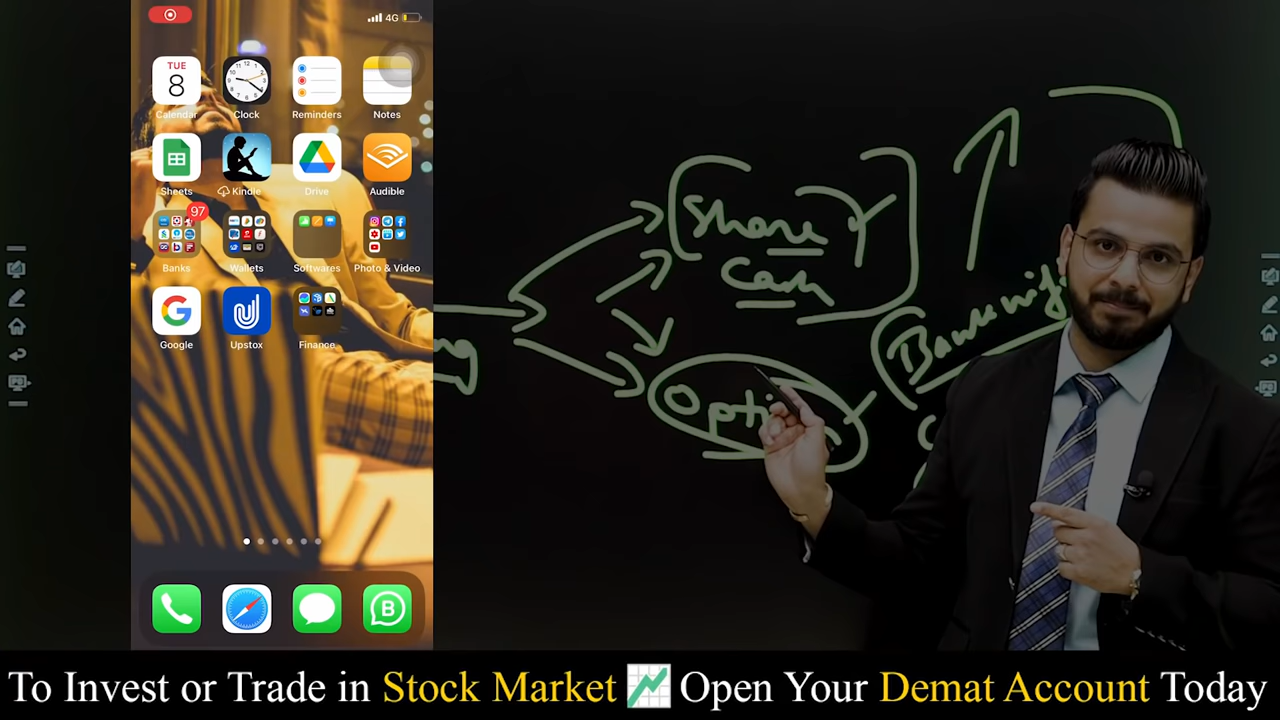 4G
TUE
8
Calendar
Clock
Reminders
Notes
Sheets
Kindle
Drive
Audible
97
Banks
Wallets
Softwares
Photo & Video
Google
Upstox
Finance
B
Share
Cash
To Invest or Trade in Stock Market 📈 Open Your Demat Account Today